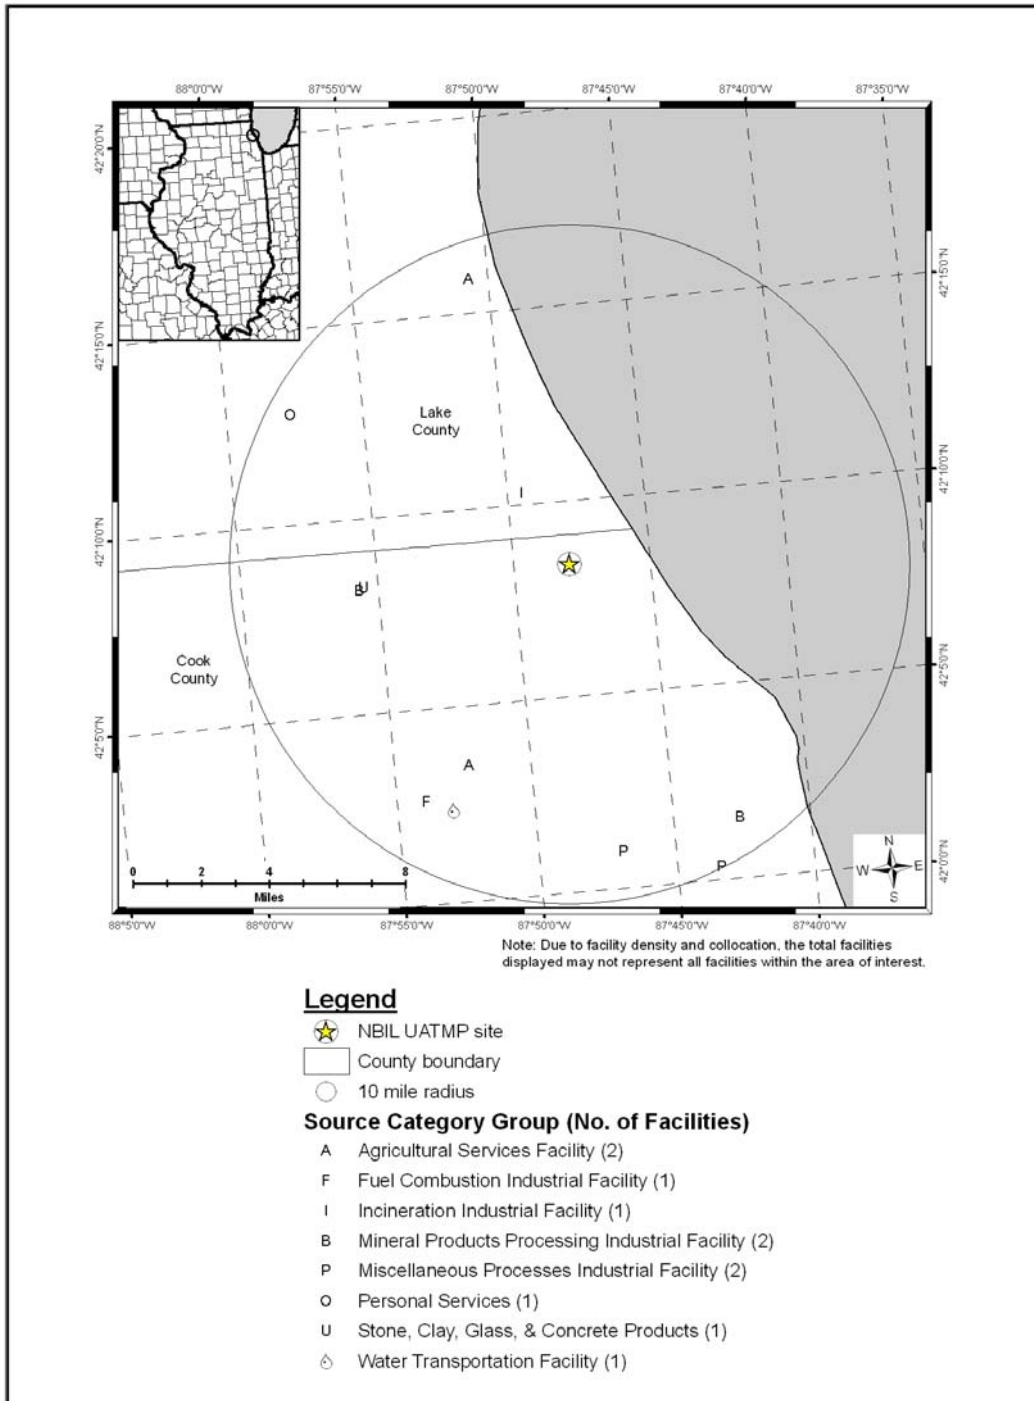 88°0'0"W 87°55'0"W 87°50'0"W 87°45'0"W 87°40'0"W 87°35'0"W
42°20'0"N
42°15'0"N
42°10'0"N
42°5'0"N
42°15'0"N
42°10'0"N
42°5'0"N
42°0'0"N
A
O
Lake
County
I
B U
Cook
County
A
F
B
P
P
0 2 4 8
Miles
N
W E
S
88°5'0"W 88°0'0"W 87°55'0"W 87°50'0"W 87°45'0"W 87°40'0"W
Note: Due to facility density and collocation, the total facilities
displayed may not represent all facilities within the area of interest.
Legend
NBIL UATMP site
County boundary
10 mile radius
Source Category Group (No. of Facilities)
A Agricultural Services Facility (2)
F Fuel Combustion Industrial Facility (1)
I Incineration Industrial Facility (1)
B Mineral Products Processing Industrial Facility (2)
P Miscellaneous Processes Industrial Facility (2)
O Personal Services (1)
U Stone, Clay, Glass, & Concrete Products (1)
Water Transportation Facility (1)